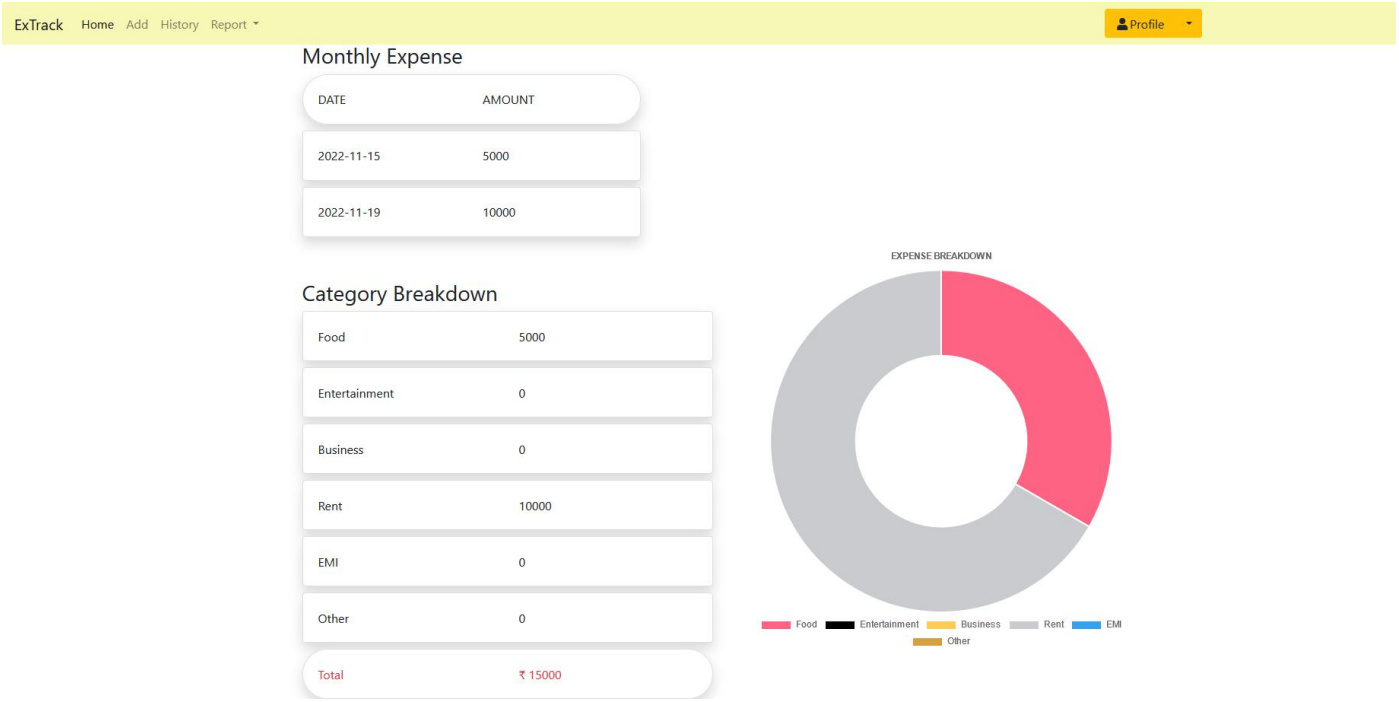 ExTrack Home Add History Report Profile
Monthly Expense
DATE AMOUNT
2022-11-15 5000
2022-11-19 10000
Category Breakdown
Food 5000
Entertainment 0
Business 0
Rent 10000
EMI 0
Other 0
Total ₹ 15000
EXPENSE BREAKDOWN
Food Entertainment Business Rent EMI
Other